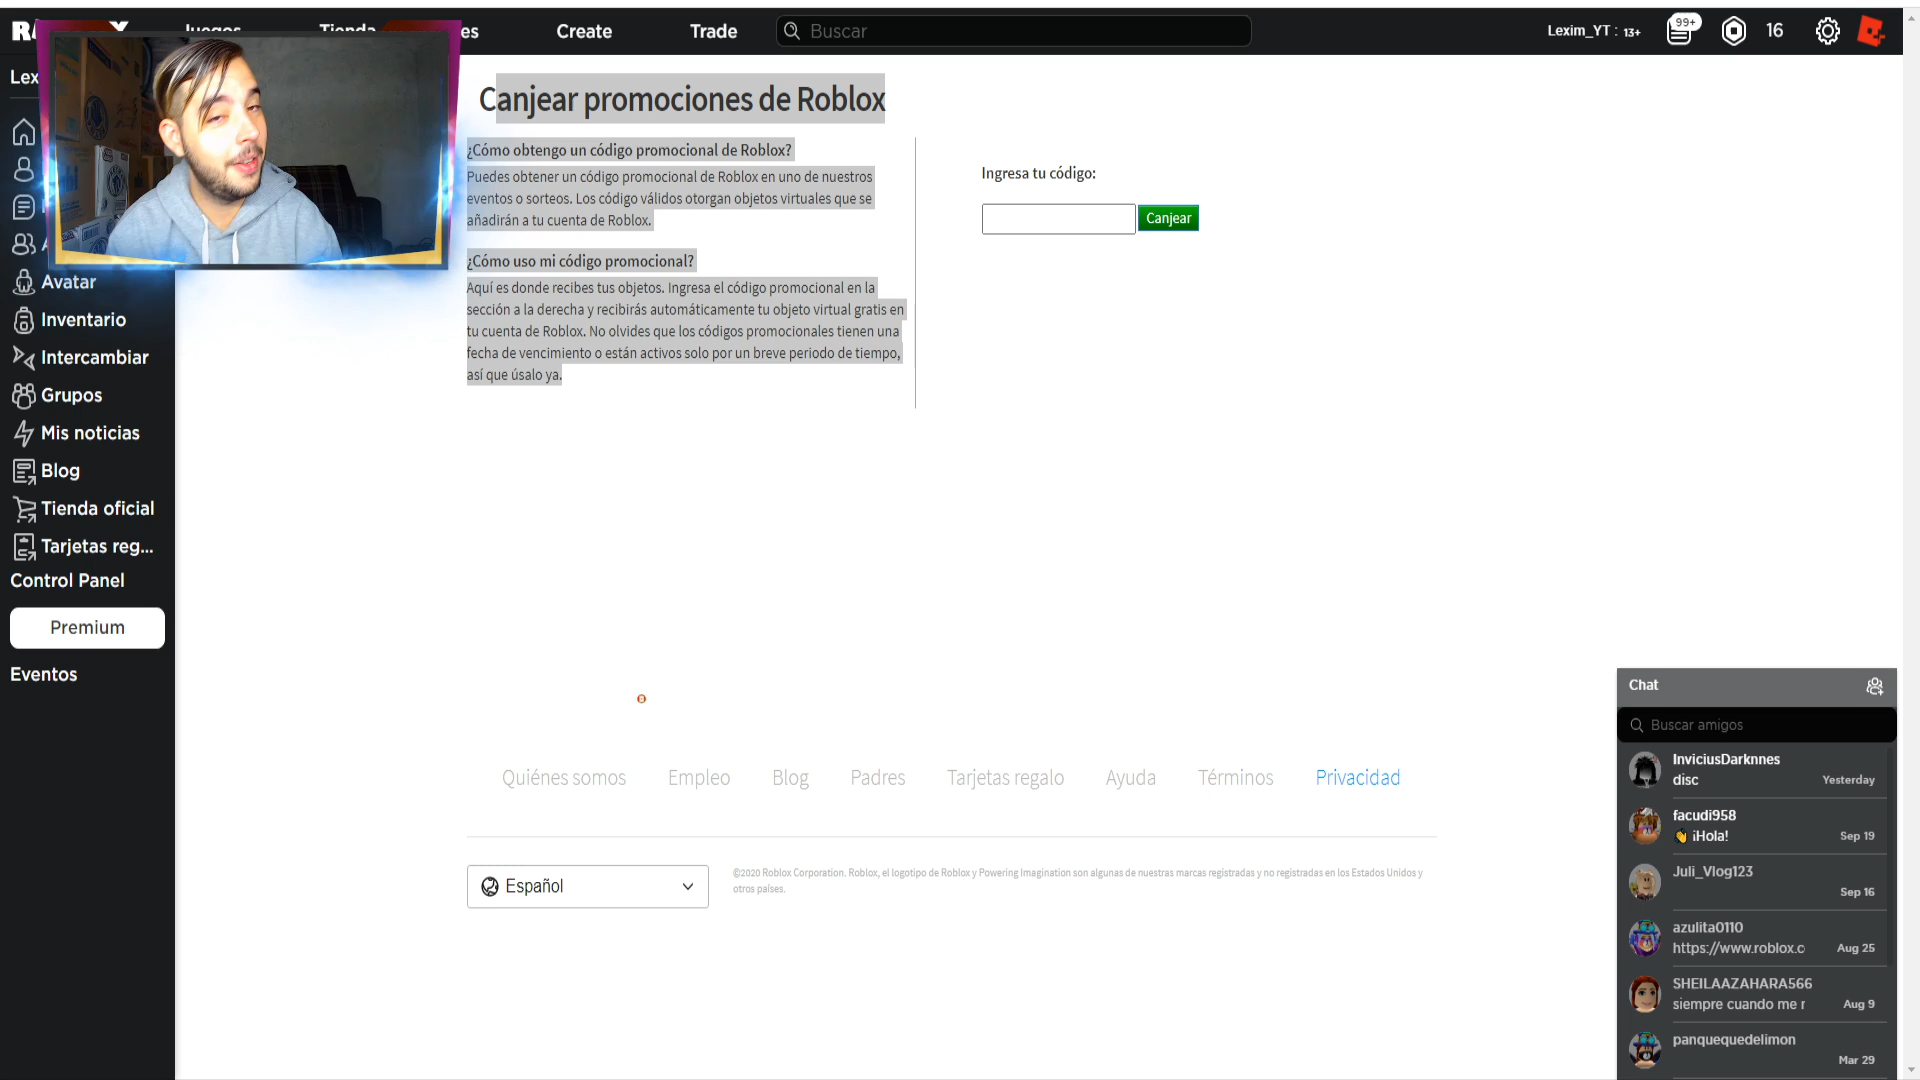 Create
Trade
Buscar
Lexim_YT : 13+
99+
16
Lex
Canjear promociones de Roblox
¿Cómo obtengo un código promocional de Roblox?
Puedes obtener un código promocional de Roblox en uno de nuestros
eventos o sorteos. Los código válidos otorgan objetos virtuales que se
añadirán a tu cuenta de Roblox.
¿Cómo uso mi código promocional?
Aquí es donde recibes tus objetos. Ingresa el código promocional en la
sección a la derecha y recibirás automáticamente tu objeto virtual gratis en
tu cuenta de Roblox. No olvides que los códigos promocionales tienen una
fecha de vencimiento o están activos solo por un breve periodo de tiempo,
así que úsalo ya.
Ingresa tu código:
Canjear
Avatar
Inventario
Intercambiar
Grupos
Mis noticias
Blog
Tienda oficial
Tarjetas reg...
Control Panel
Premium
Eventos
Quiénes somos
Empleo
Blog
Padres
Tarjetas regalo
Ayuda
Términos
Privacidad
Español
©2020 Roblox Corporation. Roblox, el logotipo de Roblox y Powering Imagination son algunas de nuestras marcas registradas y no registradas en los Estados Unidos y
otros países.
Chat
Buscar amigos
InviciusDarknnes
disc
Yesterday
facudi958
👏 ¡Hola!
Sep 19
Juli_Vlog123
Sep 16
azulita0110
https://www.roblox.c
Aug 25
SHEILAAZAHARA566
siempre cuando me r
Aug 9
panquequedelimon
Mar 29